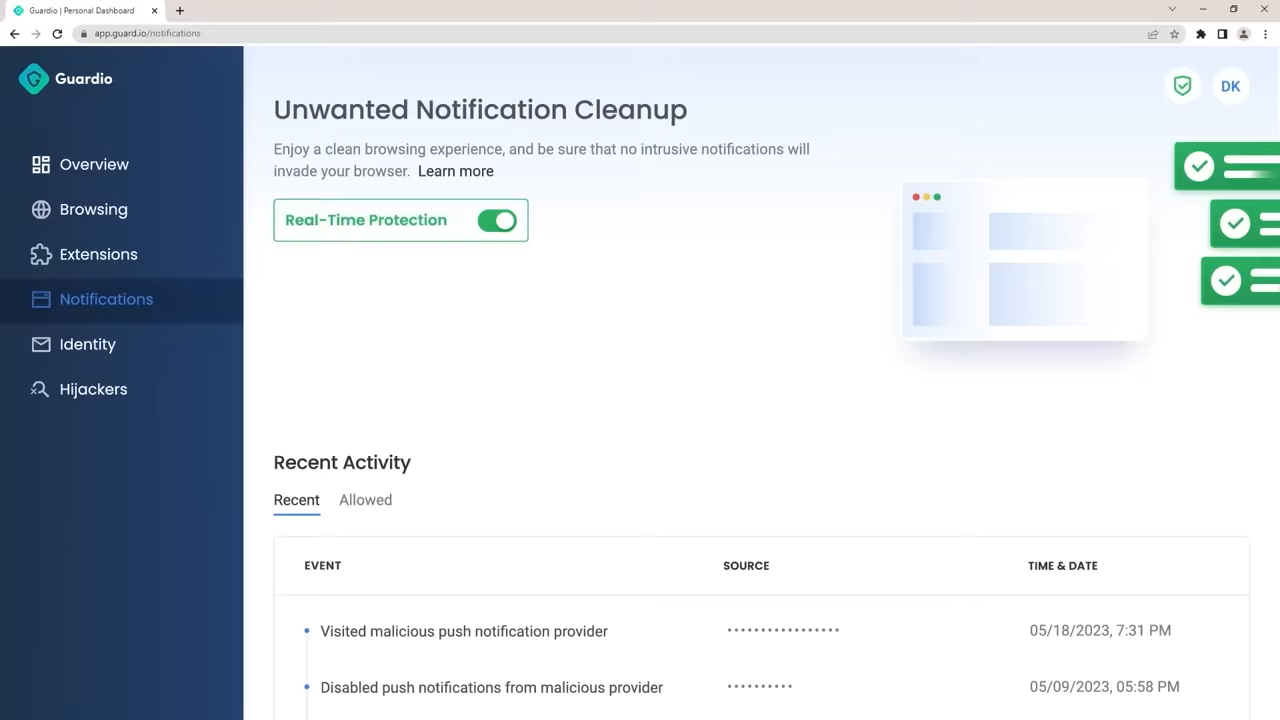 Guardio | Personal Dashboard
app.guard.io/notifications
Guardio
Overview
Browsing
Extensions
Notifications
Identity
Hijackers
DK
Unwanted Notification Cleanup
Enjoy a clean browsing experience, and be sure that no intrusive notifications will
invade your browser. Learn more
Real-Time Protection
Recent Activity
Recent Allowed
EVENT SOURCE TIME & DATE
Visited malicious push notification provider 05/18/2023, 7:31 PM
Disabled push notifications from malicious provider 05/09/2023, 05:58 PM